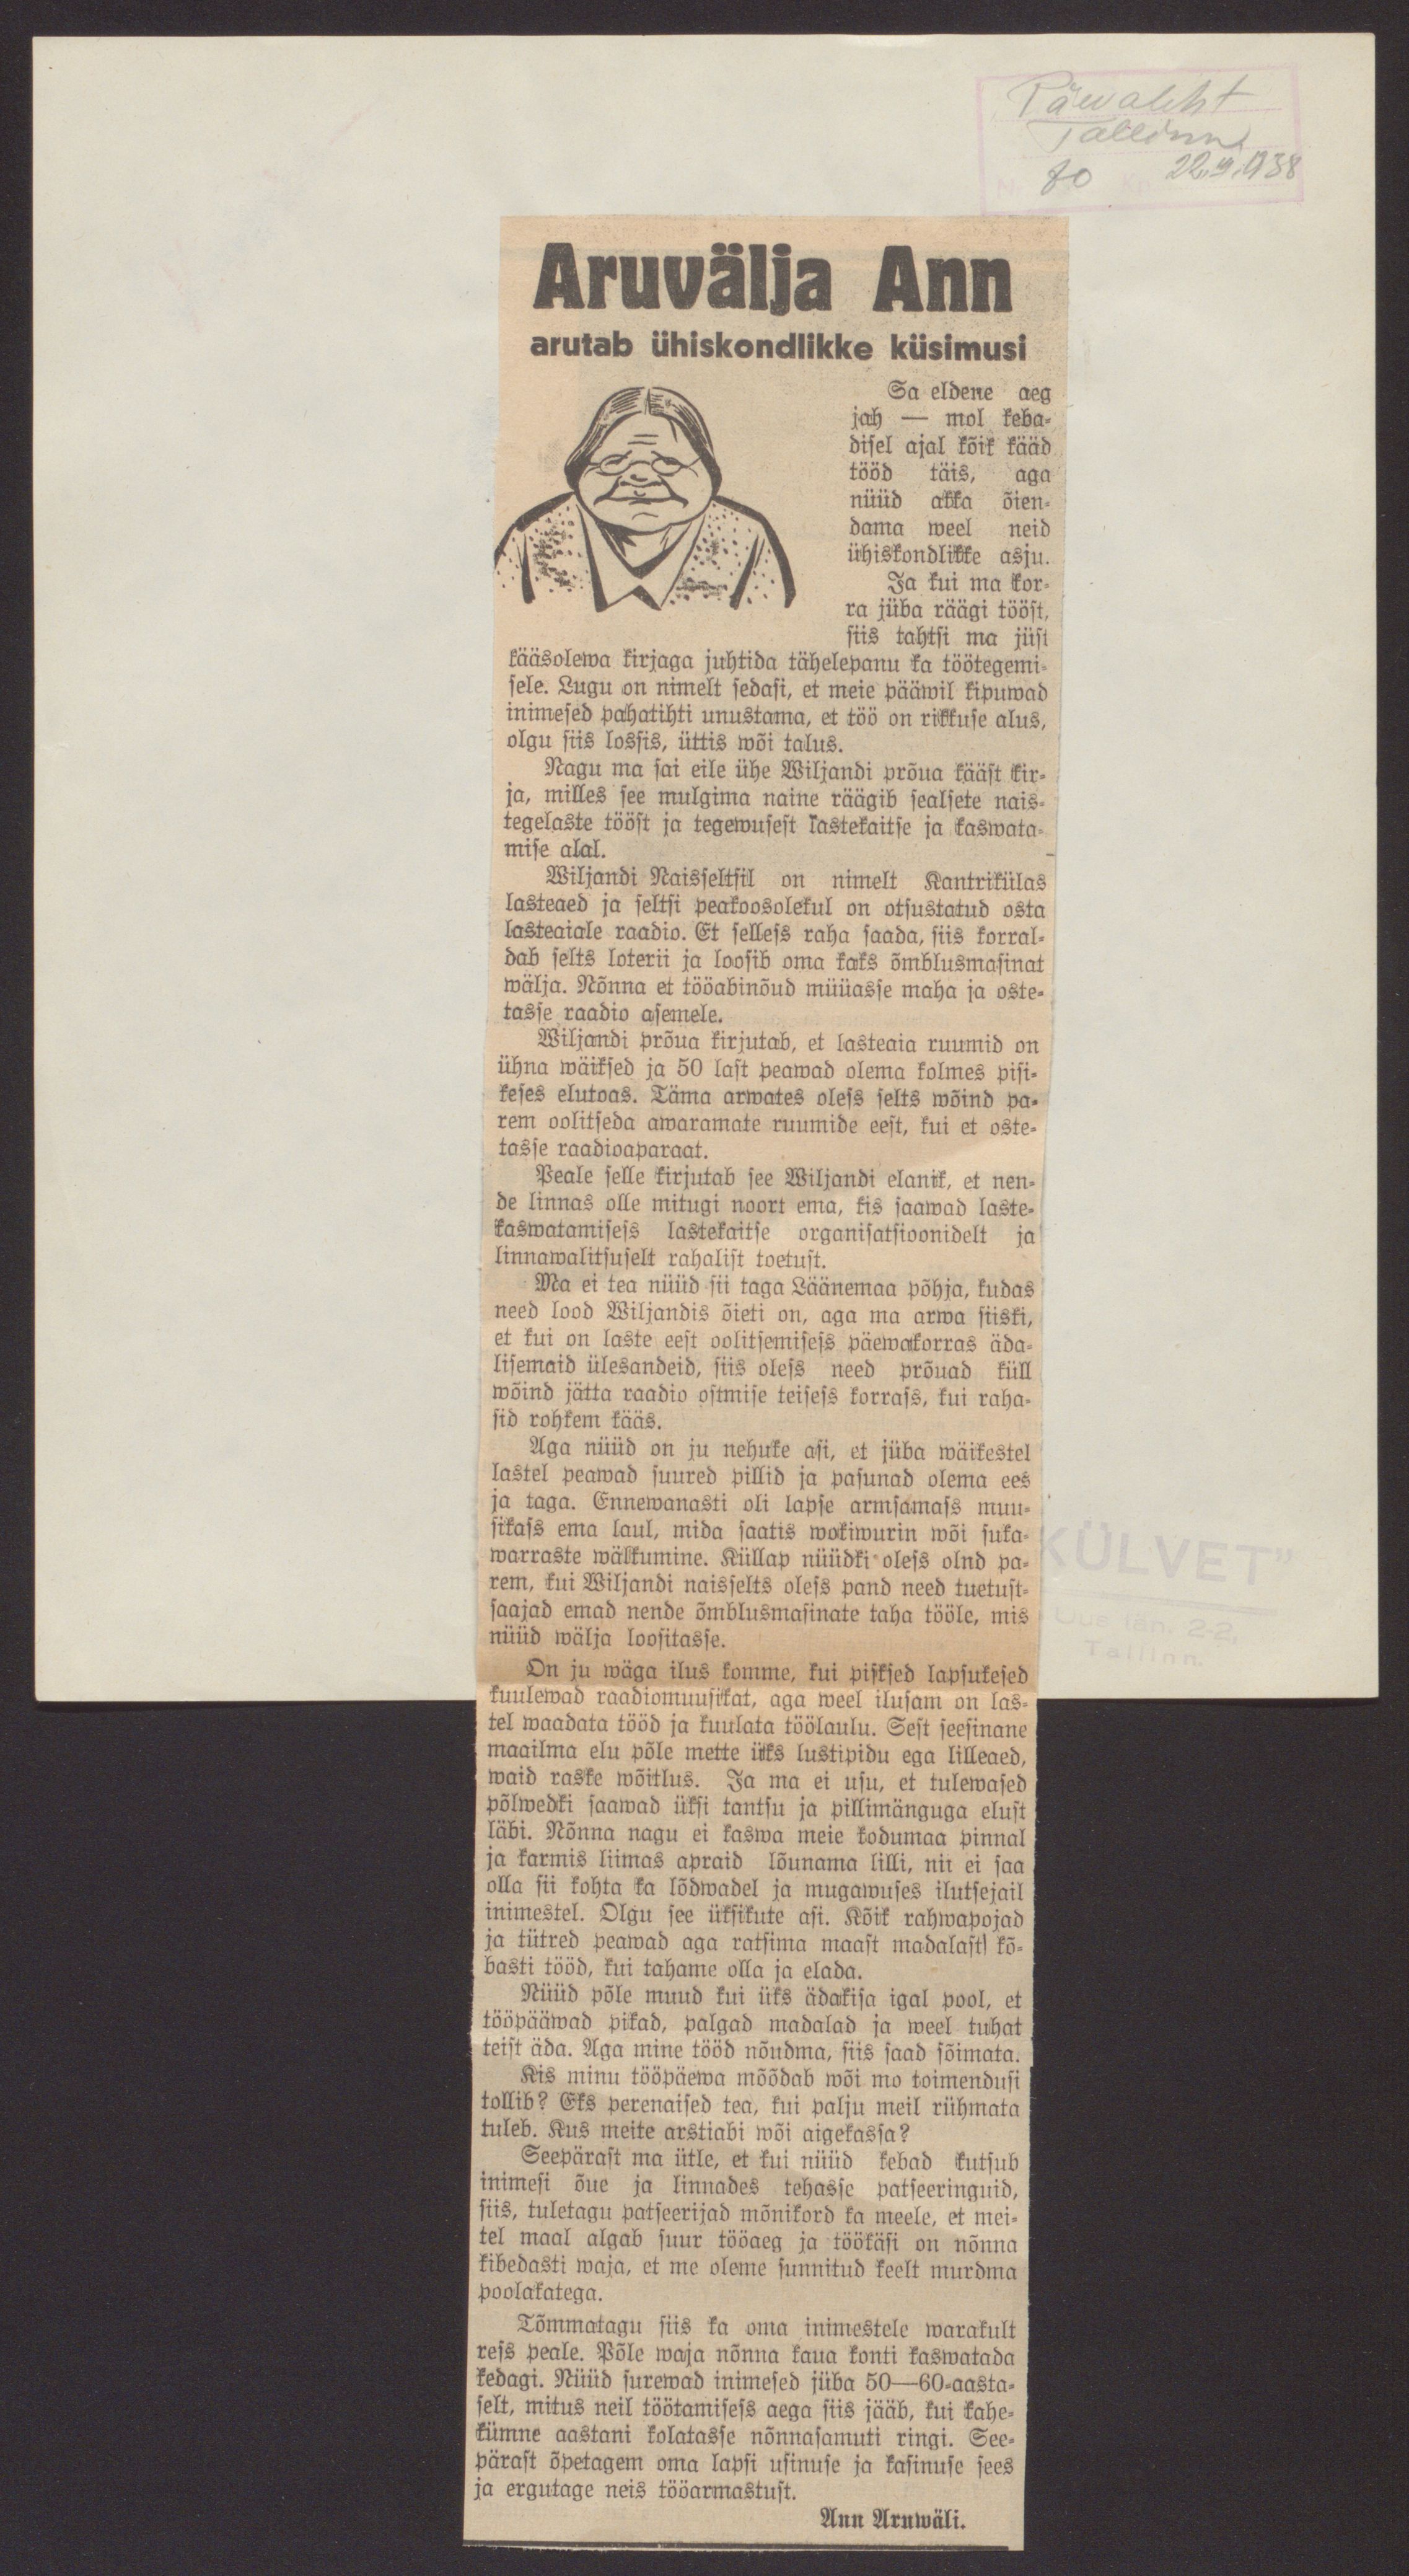 Päevaleht
Tallinn
Nr. 80 Kp. 22.III.1938
Aruvälja Ann
arutab ühiskondlikke küsimusi
Sa eldene aeg
jah — mol keba-
disel ajal kõik kääd
tööd täis, aga
nüüd akka õien-
dama weel neid
ühiskondlikke asju.
Ja kui ma kor-
ra jüba räägi tööst,
siis tahtsi ma jüst
kääsolewa kirjaga juhtida tähelepanu ka töötegemi-
sele. Lugu on nimelt sedasi, et meie pääwil kipuwad
inimesed pahatihti unustama, et töö on rikkuse alus,
olgu siis lossis, üttis wõi talus.
Nagu ma sai eile ühe Wiljandi prõua kääst kir-
ja, milles see mulgima naine räägib sealsete nais-
tegelaste tööst ja tegewusest lastekaitse ja kaswata-
mise alal.
Wiljandi Naisseltsil on nimelt Kantrikülas
lasteaed ja seltsi peakoosolekul on otsustatud osta
lasteaiale raadio. Et selless raha saada, siis korral-
dab selts loterii ja loosib oma kaks õmblusmasinat
wälja. Nõnna et tööabinõud müüasse maha ja oste-
tasse raadio asemele.
Wiljandi prõua kirjutab, et lasteaia ruumid on
ühna wäiksed ja 50 last peawad olema kolmes pisi-
keses elutoas. Täma arwates oless selts wõind pa-
rem oolitseda awaramate ruumide eest, kui et oste-
tasse raadioaparaat.
Peale selle kirjutab see Wiljandi elanik, et nen-
de linnas olle mitugi noort ema, kis saawad laste-
kaswatamisess lastekaitse organisatsioonidelt ja
linnawalitsuselt rahalist toetust.
Ma ei tea nüüd sii taga Läänemaa põhja, kudas
need lood Wiljandis õieti on, aga ma arwa siiski,
et kui on laste eest oolitsemisess päewakorras äda-
lisemaid ülesandeid, siis oless need prõuad küll
wõind jätta raadio ostmise teisess korrass, kui raha-
sid rohkem kääs.
Aga nüüd on ju nehuke asi, et jüba wäikestel
lastel peawad suured pillid ja pasunad olema ees
ja taga. Ennewanasti oli lapse armsamass muu-
sikass ema laul, mida saatis wokiwurin wõi suka-
warraste wälkumine. Küllap nüüdki oless olnd pa-
rem, kui Wiljandi naisselts oless pand need tuetust-
saajad emad nende õmblusmasinate taha tööle, mis
nüüd wälja loositasse.
On ju wäga ilus komme, kui pisksed lapsukesed
kuulewad raadiomuusikat, aga weel ilusam on las-
tel waadata tööd ja kuulata töölaulu. Sest seesinane
maailma elu põle mette üks lustipidu ega lilleaed,
waid raske wõitlus. Ja ma ei usu, et tulewased
põlwedki saawad üksi tantsu ja pillimänguga elust
läbi. Nõnna nagu ei kaswa meie kodumaa pinnal
ja karmis liimas apraid lõunama lilli, nii ei saa
olla sii kohta ka lõdwadel ja mugawuses ilutsejail
inimestel. Olgu see üksikute asi. Kõik rahwapojad
ja tütred peawad aga ratsima maast madalast kõ-
basti tööd, kui tahame olla ja elada.
Nüüd põle muud kui üks ädakisa igal pool, et
tööpääwad pikad, palgad madalad ja weel tuhat
teist äda. Aga mine tööd nõudma, siis saad sõimata.
Kis minu tööpäewa mõõdab wõi mo toimendusi
tollib? Eks perenaised tea, kui palju meil rühmata
tuleb. Kus meite arstiabi wõi aigekassa?
Seepärast ma ütle, et kui nüüd kebad kutsub
inimesi õue ja linnades tehasse patseeringuid,
siis, tuletagu patseerijad mõnikord ka meele, et mei-
tel maal algab suur tööaeg ja töökäsi on nõnna
kibedasti waja, et me oleme sunnitud keelt murdma
poolakatega.
Tõmmatagu siis ka oma inimestele warakult
ress peale. Põle waja nõnna kaua konti kaswatada
kedagi. Nüüd surewad inimesed jüba 50—60-aasta-
selt, mitus neil töötamisess aega siis jääb, kui kahe-
kümne aastani kolatasse nõnnasamuti ringi. See-
pärast õpetagem oma lapsi usinuse ja kasinuse sees
ja ergutage neis tööarmastust.
Ann Aruwäli.
KÜLVET”
Uus tän. 2-2,
Tallinn.